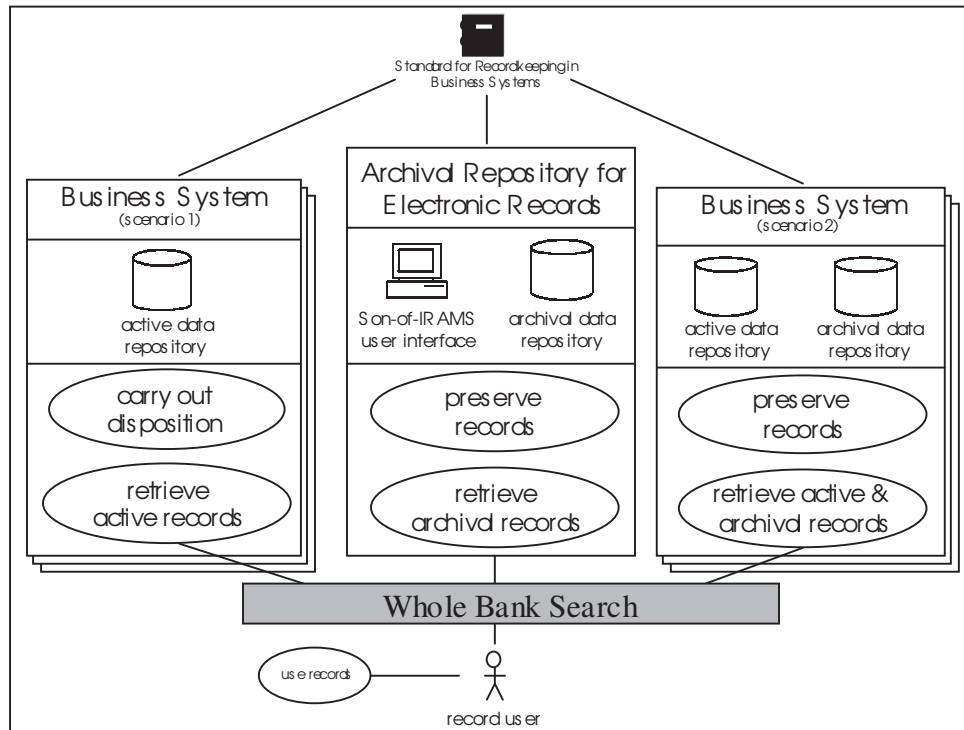 Standard for Recordkeeping in
Business Systems
Business System
(scenario 1)
active data
repository
carry out
disposition
retrieve
active records
Archival Repository for
Electronic Records
Son-of-IRAMS
user interface
archival data
repository
preserve
records
retrieve
archival records
Business System
(scenario 2)
active data
repository
archival data
repository
preserve
records
retrieve active &
archival records
Whole Bank Search
use records
record user